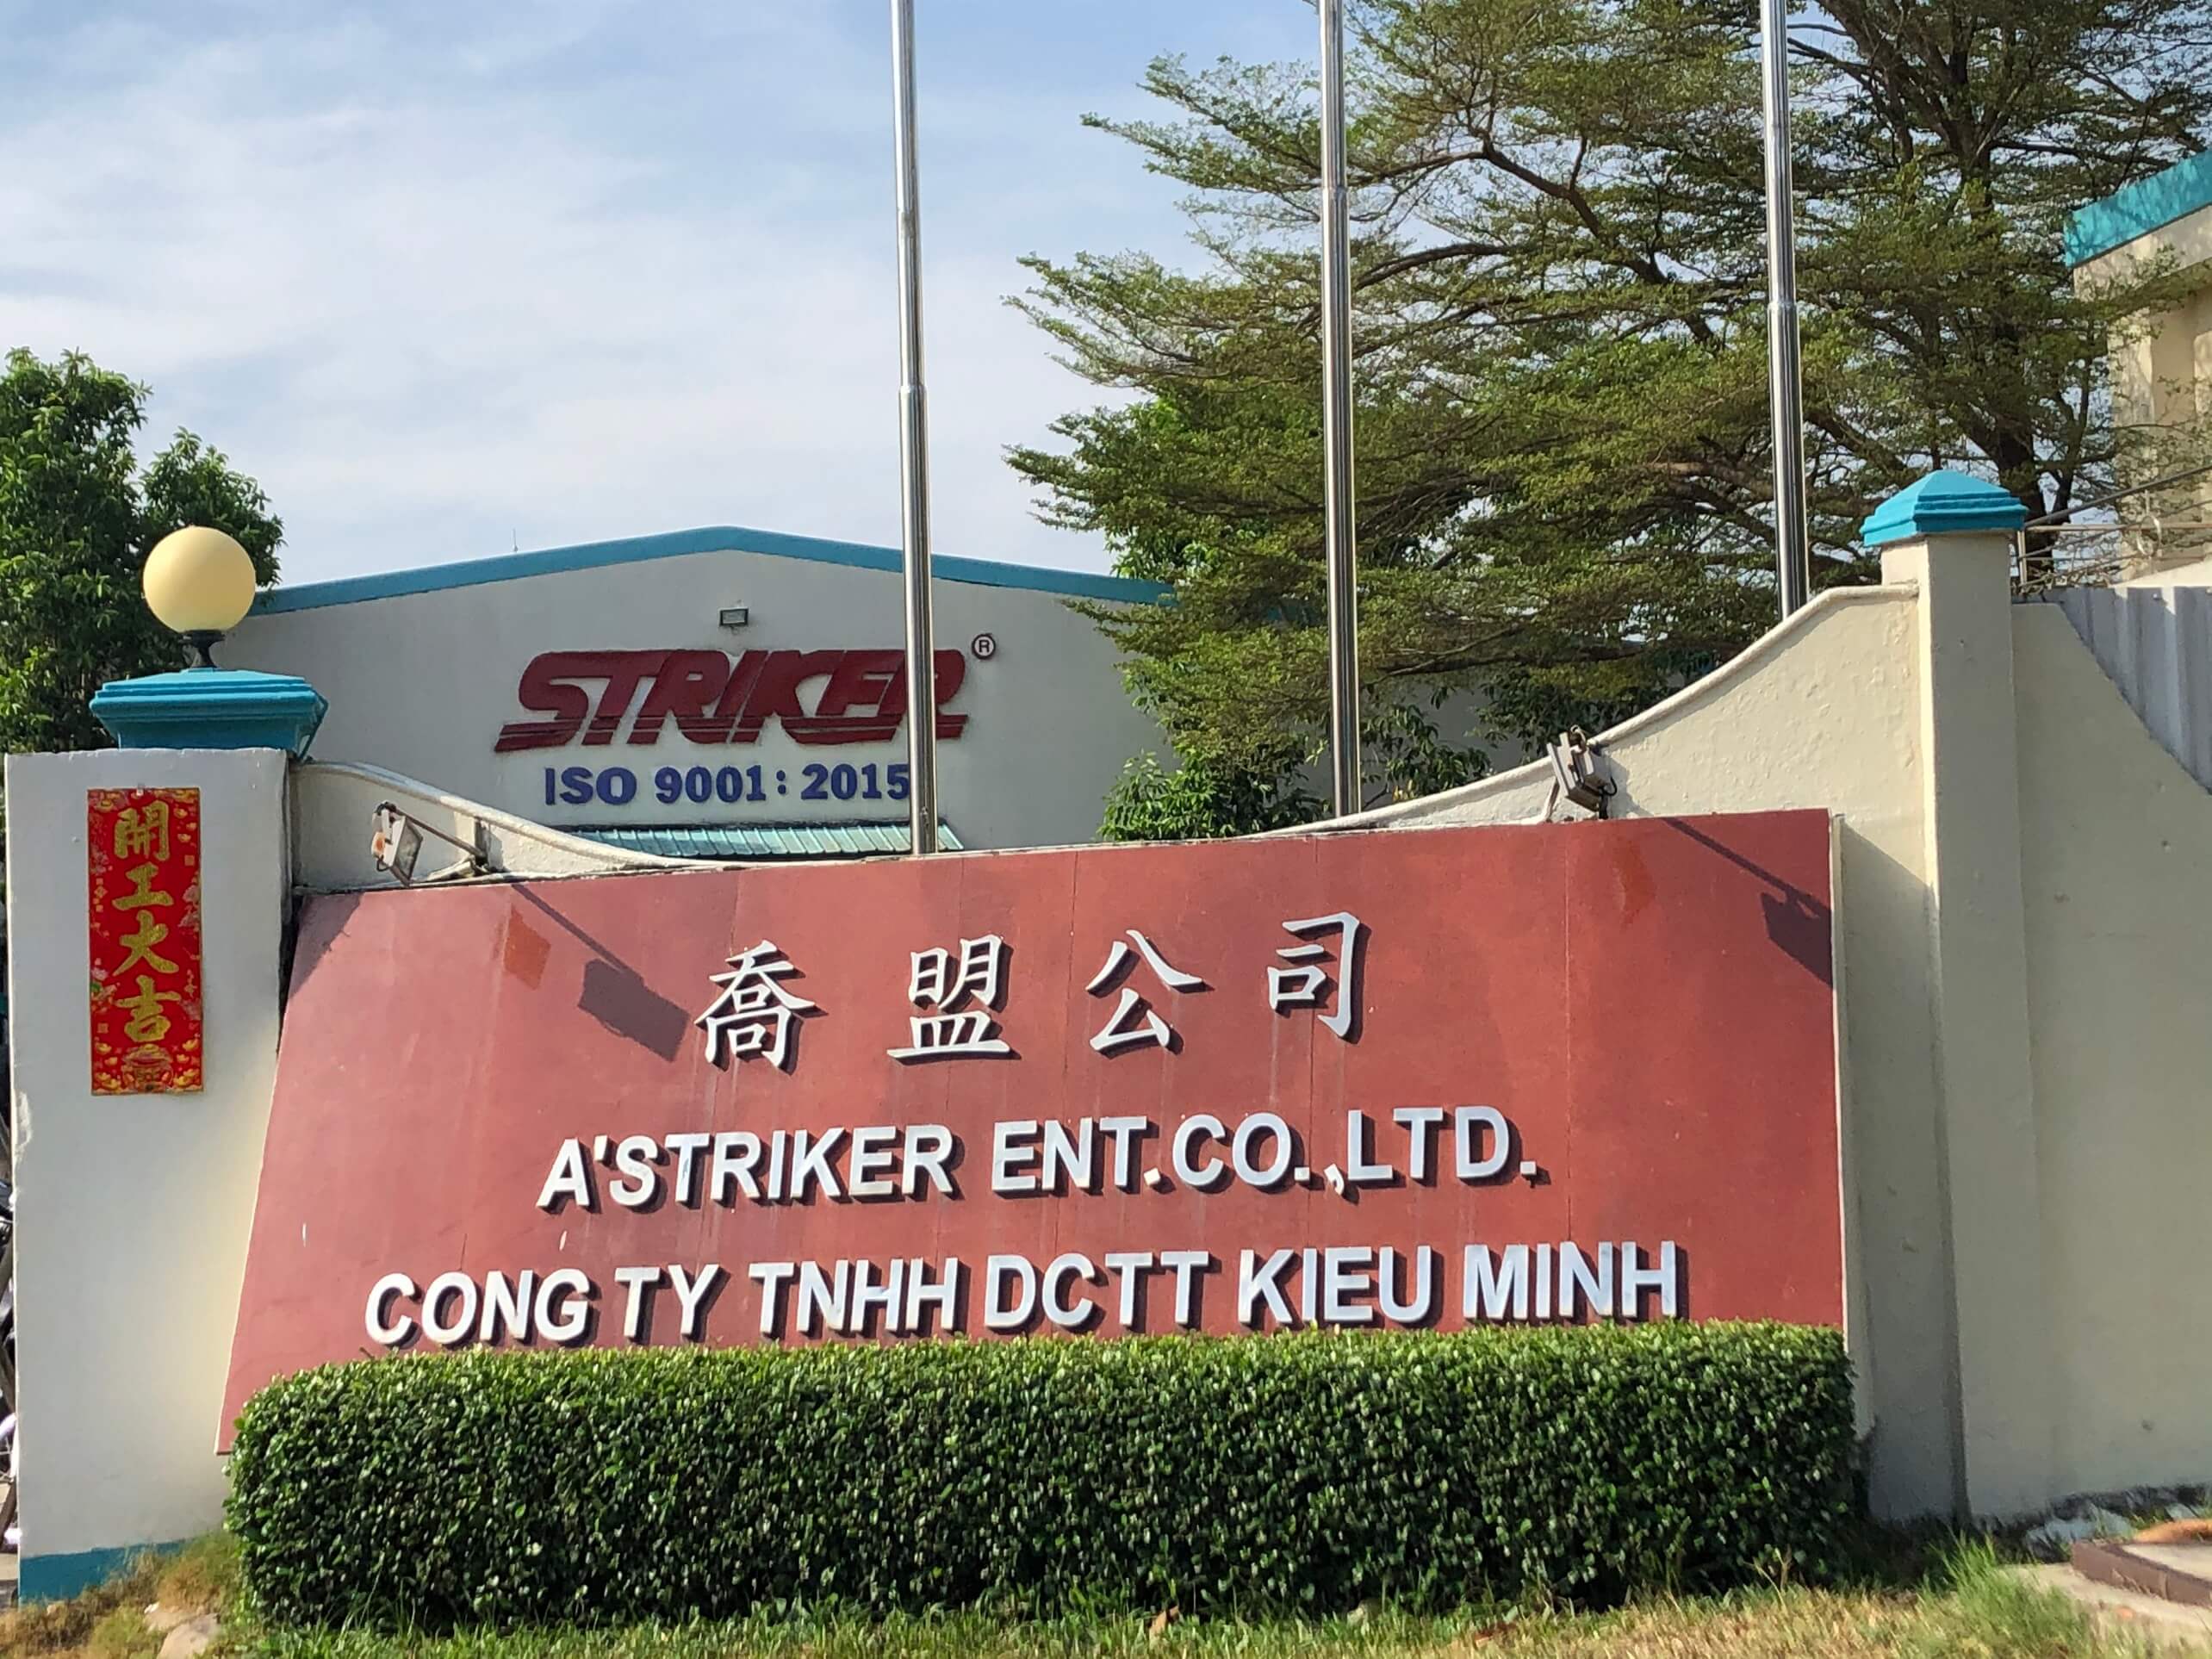 STRIKER®
ISO 9001:2015
開工大吉
喬盟公司
A'STRIKER ENT.CO.,LTD.
CONG TY TNHH DCTT KIEU MINH